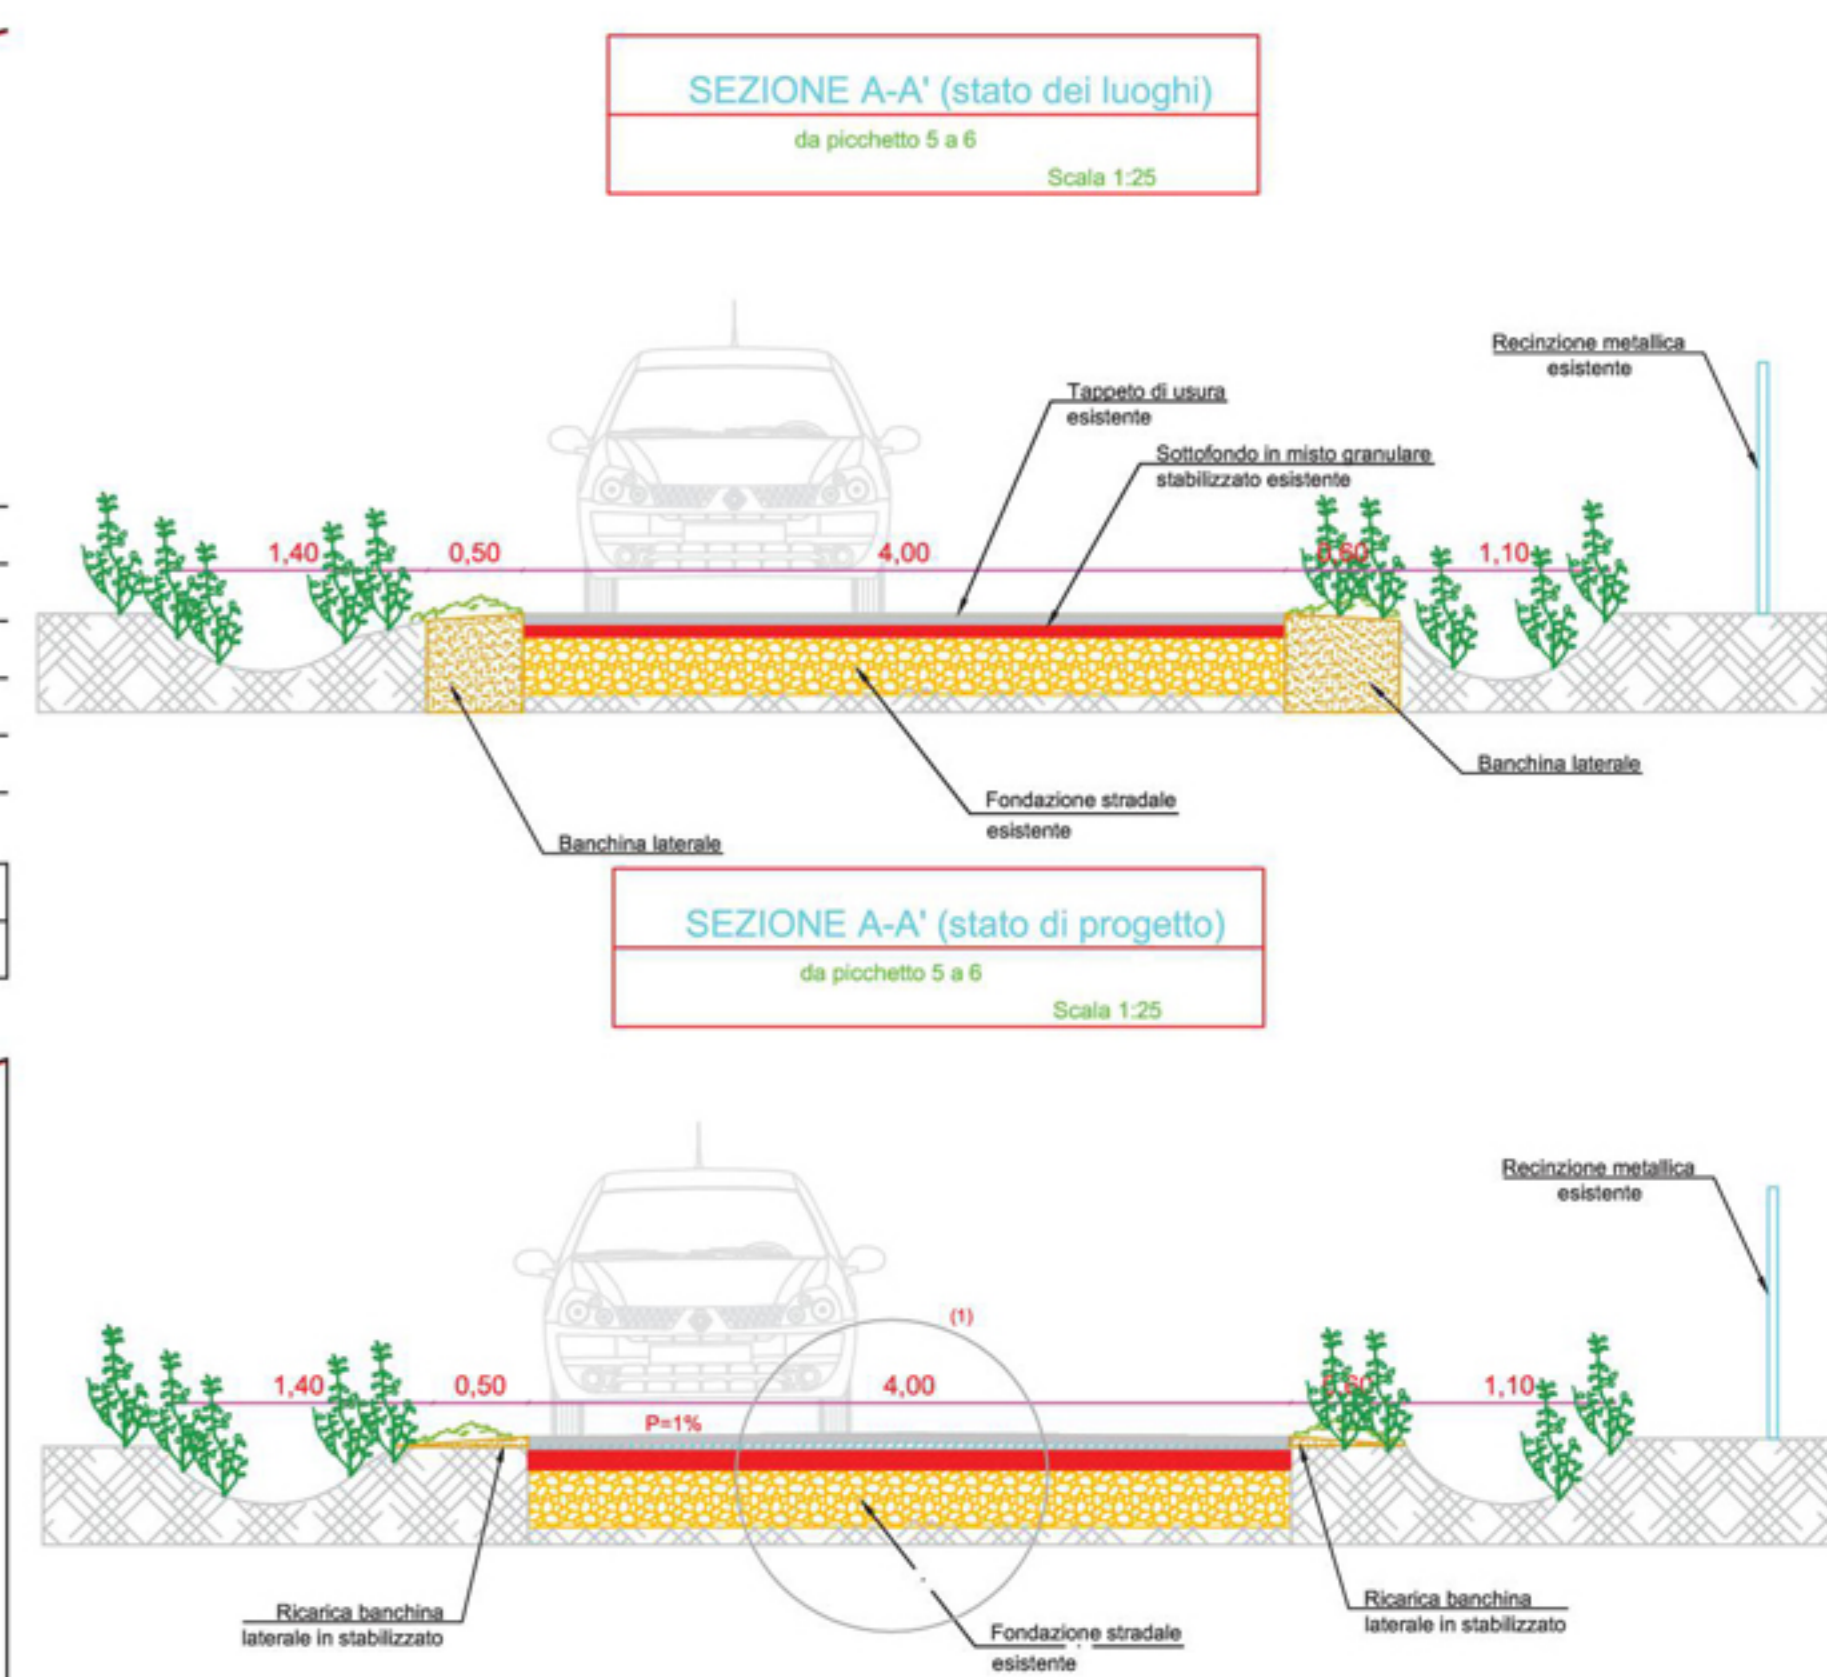 SEZIONE A-A' (stato dei luoghi)
da picchetto 5 a 6
Scala 1:25
Recinzione metallica
esistente
Tappeto di usura
esistente
Sottofondo in misto granulare
stabilizzato esistente
1,40
0,50
4,00
0,60
1,10
Banchina laterale
Fondazione stradale
esistente
Banchina laterale
SEZIONE A-A' (stato di progetto)
da picchetto 5 a 6
Scala 1:25
Recinzione metallica
esistente
(1)
1,40
0,50
4,00
0,60
1,10
P=1%
Ricarica banchina
laterale in stabilizzato
Ricarica banchina
laterale in stabilizzato
Fondazione stradale
esistente